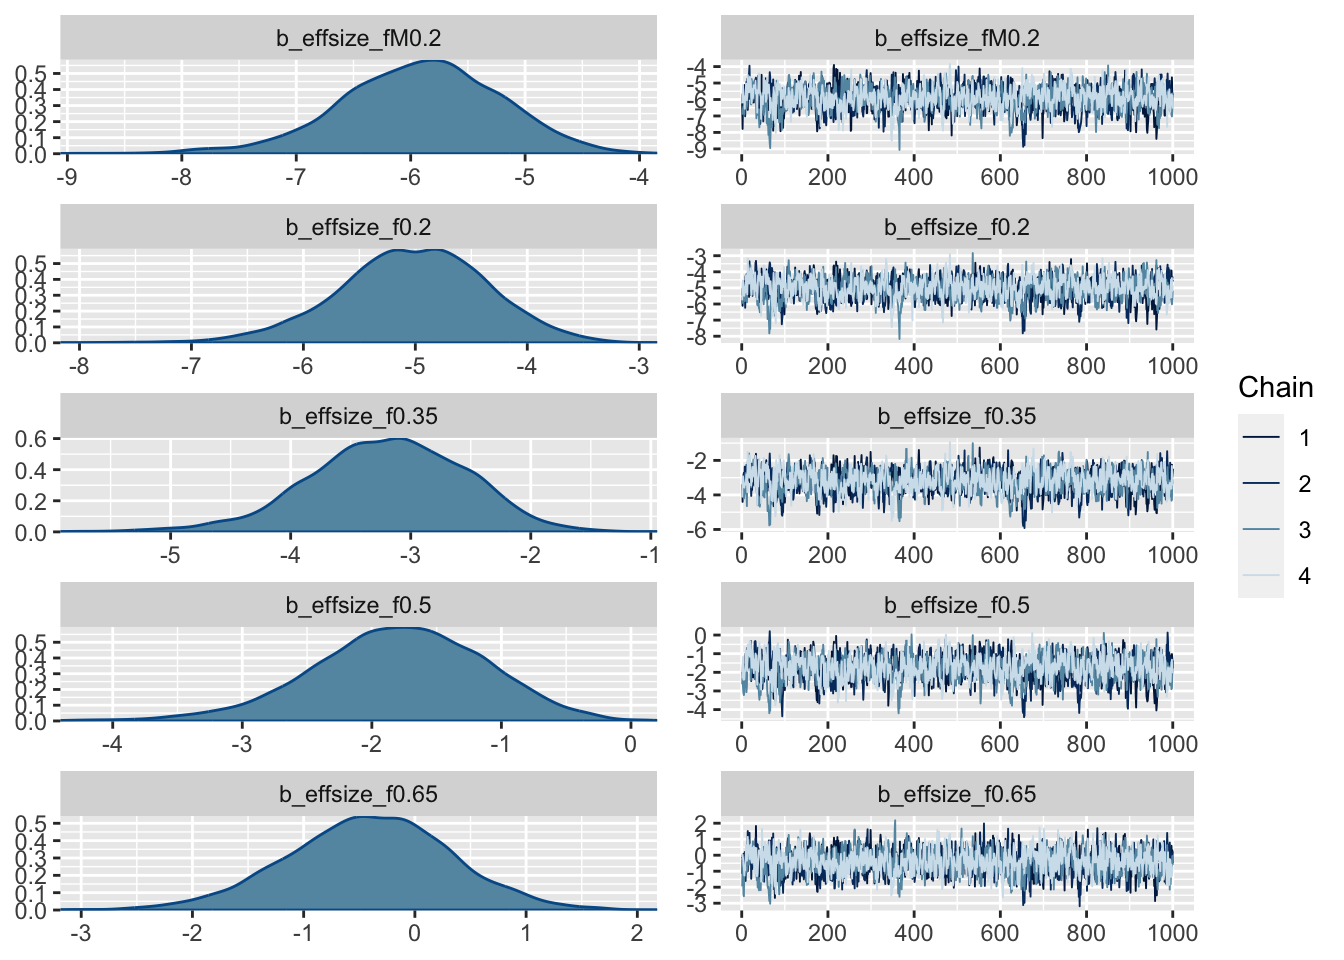 b_effsize_fM0.2
0.5
0.4
0.3
0.2
0.1
0.0
-9 -8 -7 -6 -5 -4
b_effsize_fM0.2
-4
-5
-6
-7
-8
-9
0 200 400 600 800 1000
b_effsize_f0.2
0.5
0.4
0.3
0.2
0.1
0.0
-8 -7 -6 -5 -4 -3
b_effsize_f0.2
-3
-4
-5
-6
-7
-8
0 200 400 600 800 1000
b_effsize_f0.35
0.6
0.4
0.2
0.0
-5 -4 -3 -2 -1
b_effsize_f0.35
-2
-4
-6
0 200 400 600 800 1000
b_effsize_f0.5
0.5
0.4
0.3
0.2
0.1
0.0
-4 -3 -2 -1 0
b_effsize_f0.5
0
-1
-2
-3
-4
0 200 400 600 800 1000
b_effsize_f0.65
0.5
0.4
0.3
0.2
0.1
0.0
-3 -2 -1 0 1 2
b_effsize_f0.65
2
1
0
-1
-2
-3
0 200 400 600 800 1000
Chain
1
2
3
4